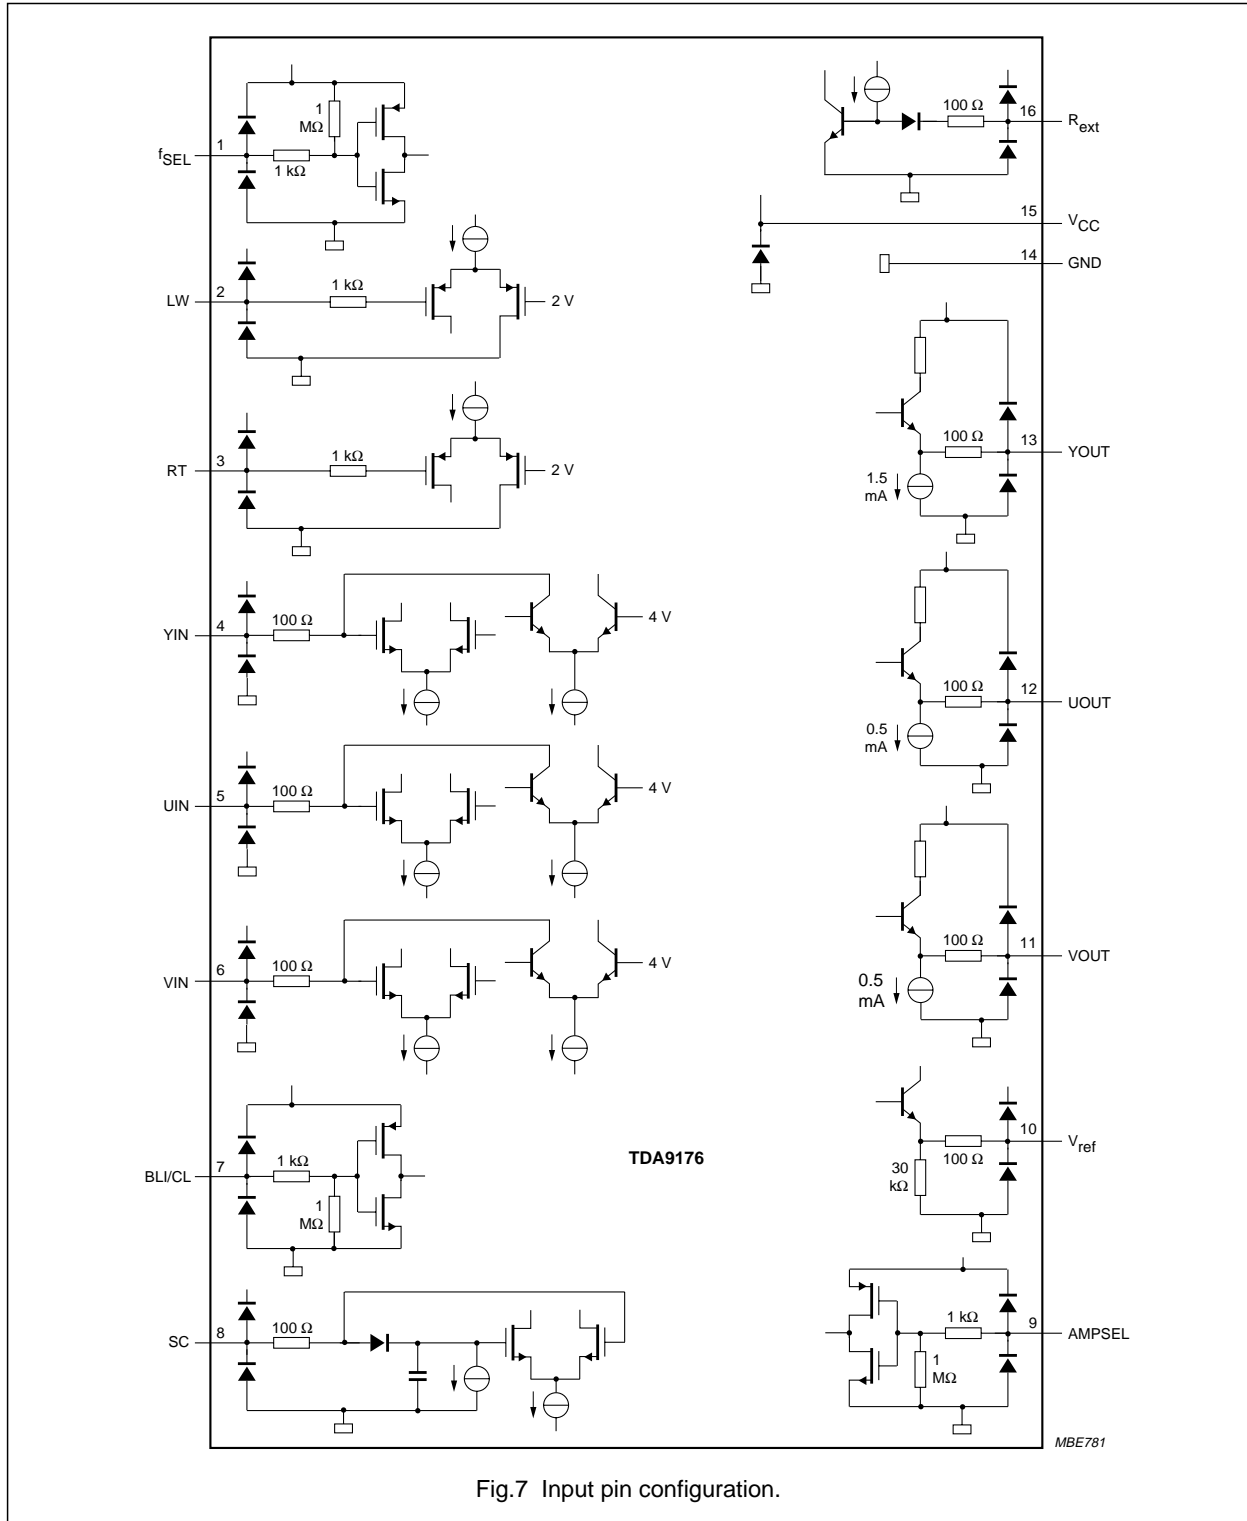 fSEL
1
1 kΩ
1
MΩ
LW
2
1 kΩ
2 V
RT
3
1 kΩ
2 V
YIN
4
100 Ω
4 V
UIN
5
100 Ω
4 V
VIN
6
100 Ω
4 V
BLI/CL
7
1 kΩ
1
MΩ
SC
8
100 Ω
TDA9176
100 Ω
16
Rext
15
VCC
14
GND
100 Ω
13
YOUT
1.5
mA
100 Ω
12
UOUT
0.5
mA
100 Ω
11
VOUT
0.5
mA
10
Vref
100 Ω
30
kΩ
1 kΩ
9
AMPSEL
1
MΩ
MBE781
Fig.7 Input pin configuration.